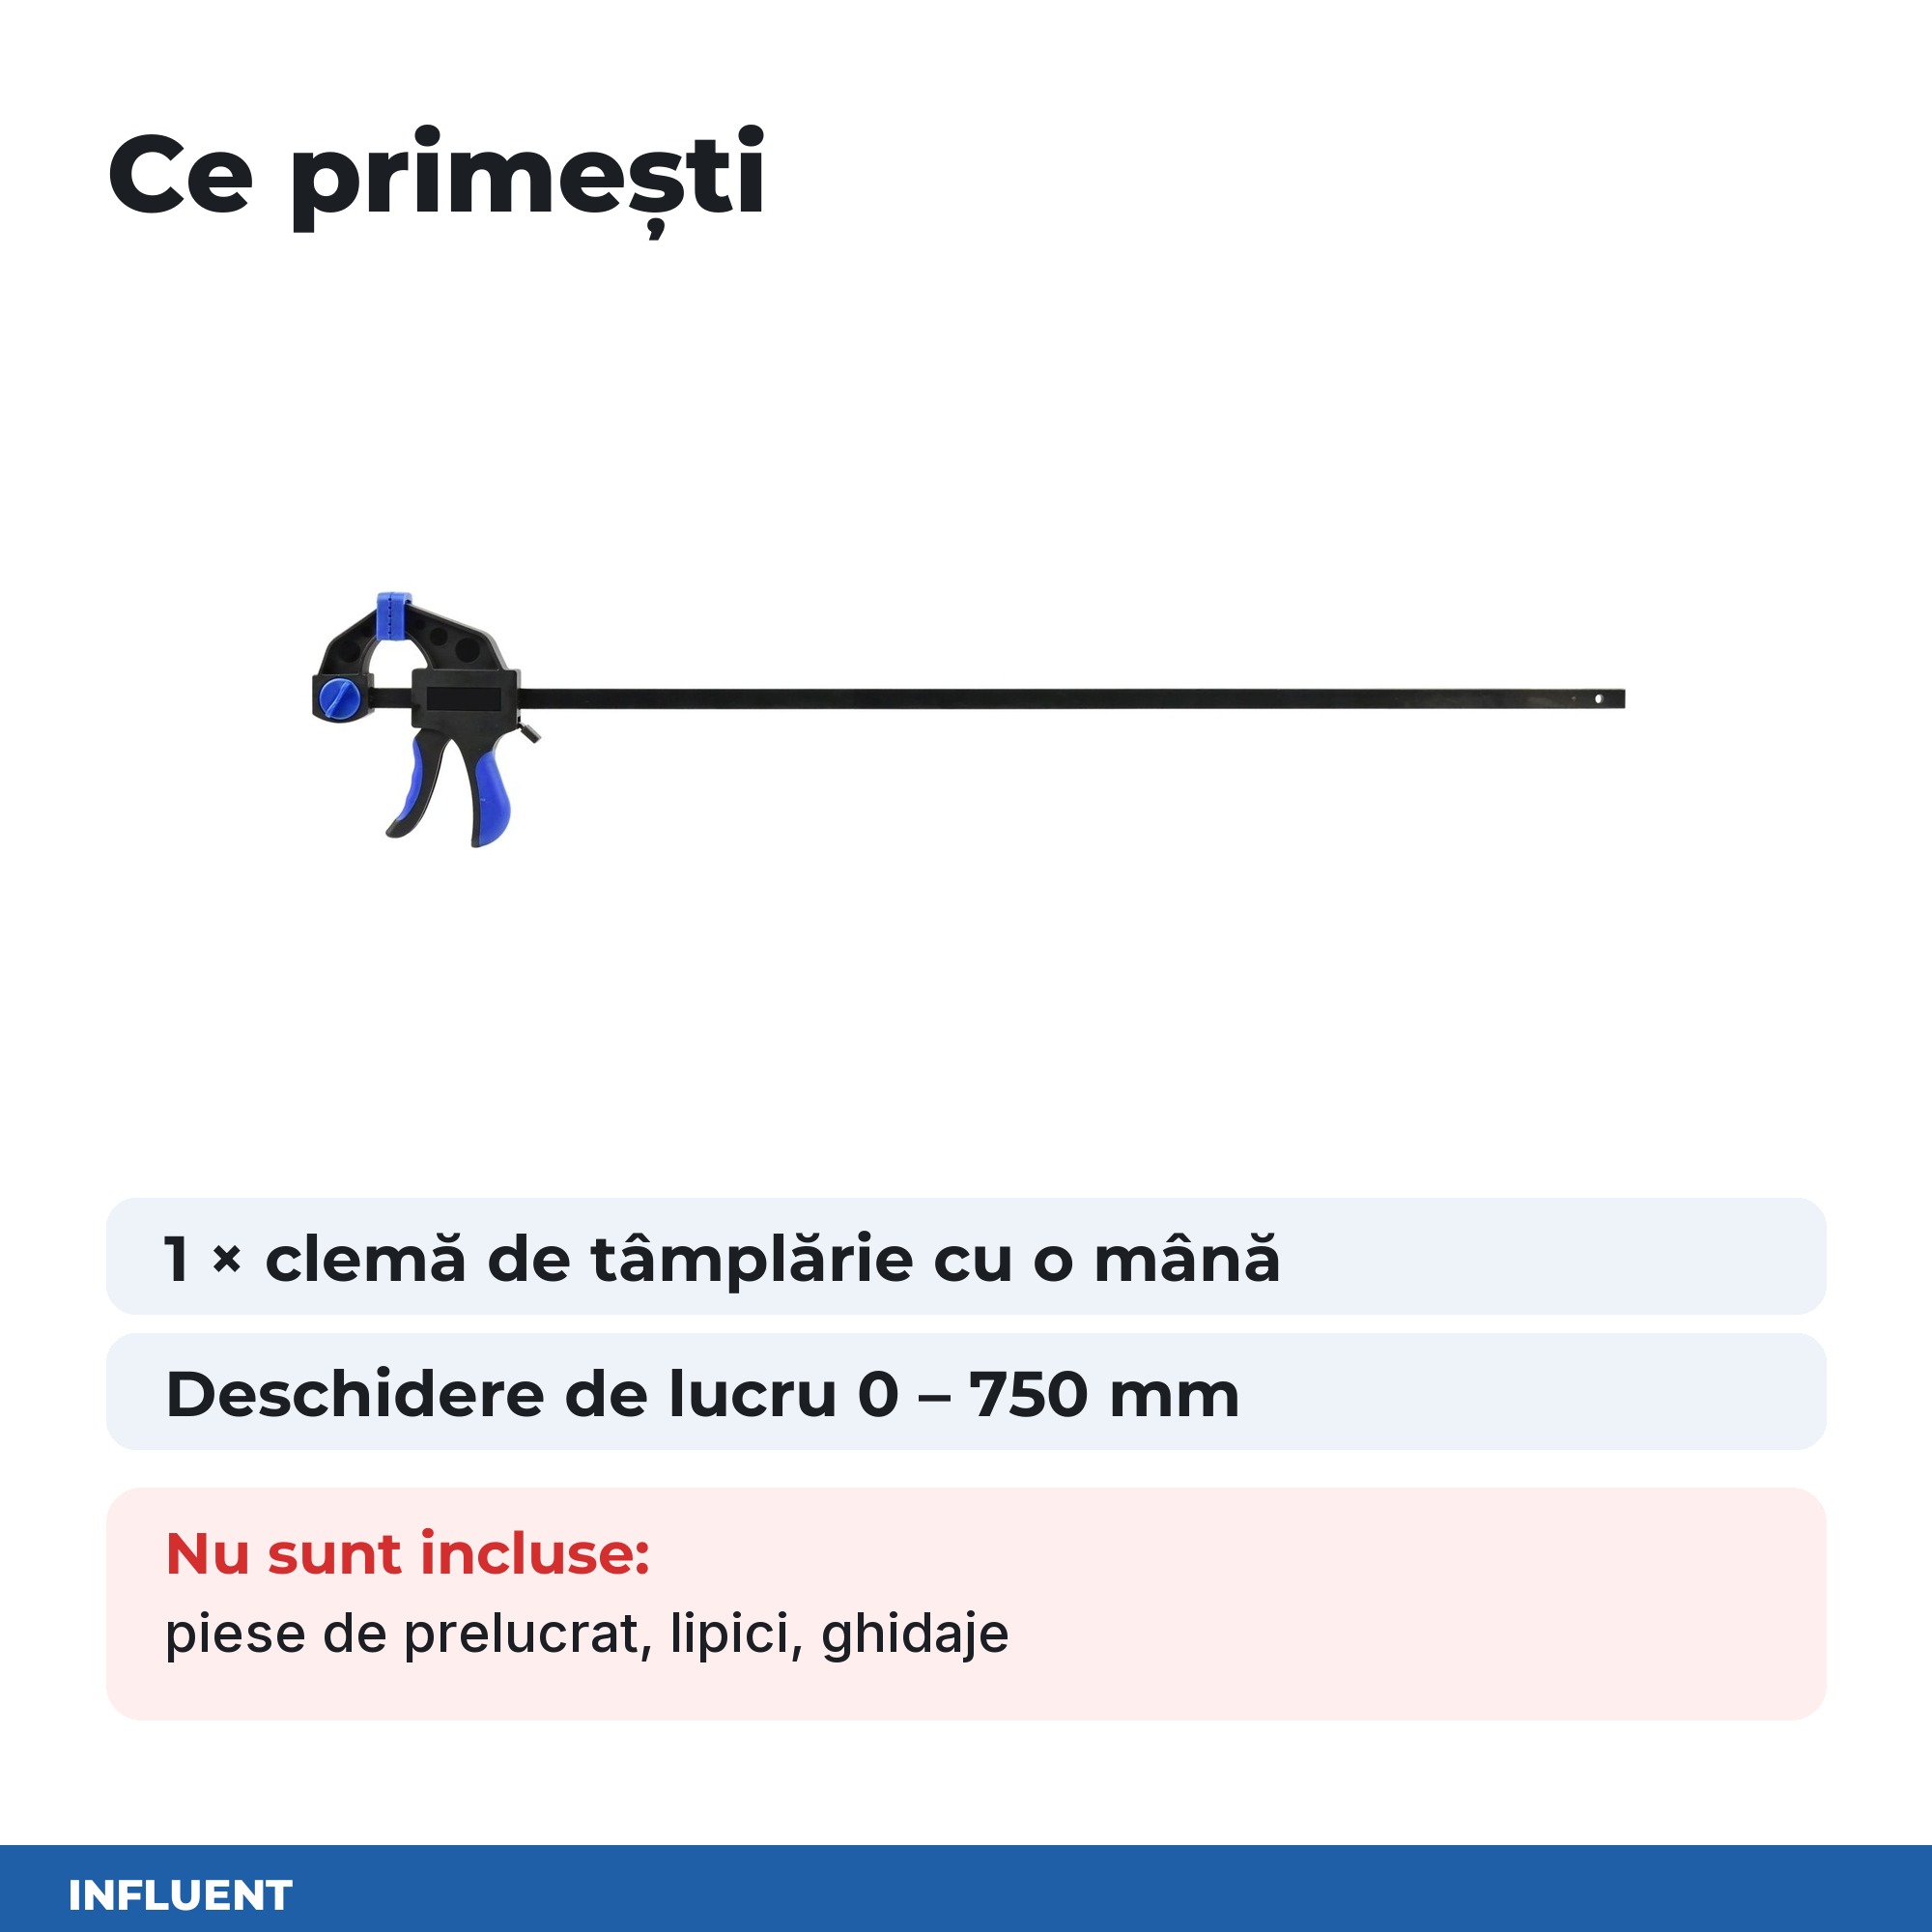 Ce primești
1 × clemă de tâmplărie cu o mână
Deschidere de lucru 0 – 750 mm
Nu sunt incluse:
piese de prelucrat, lipici, ghidaje
INFLUENT